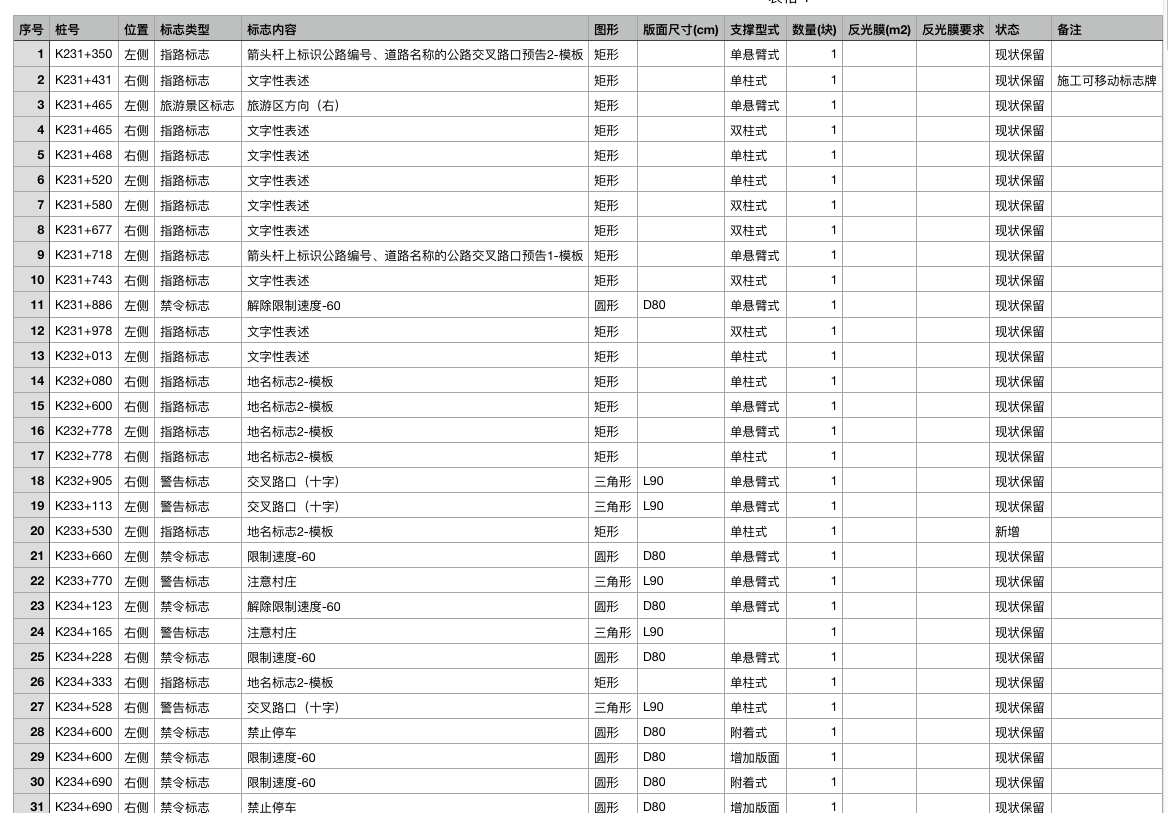 序号 桩号 位置 标志类型 标志内容 图形 版面尺寸(cm) 支撑型式 数量(块) 反光膜(m2) 反光膜要求 状态 备注
1 K231+350 左侧 指路标志 箭头杆上标识公路编号、道路名称的公路交叉路口预告2-模板 矩形 单悬臂式 1 现状保留
2 K231+431 右侧 指路标志 文字性表述 矩形 单柱式 1 现状保留 施工可移动标志牌
3 K231+465 左侧 旅游景区标志 旅游区方向（右） 矩形 单悬臂式 1 现状保留
4 K231+465 右侧 指路标志 文字性表述 矩形 双柱式 1 现状保留
5 K231+468 右侧 指路标志 文字性表述 矩形 单柱式 1 现状保留
6 K231+520 左侧 指路标志 文字性表述 矩形 单柱式 1 现状保留
7 K231+580 左侧 指路标志 文字性表述 矩形 双柱式 1 现状保留
8 K231+677 右侧 指路标志 文字性表述 矩形 双柱式 1 现状保留
9 K231+718 左侧 指路标志 箭头杆上标识公路编号、道路名称的公路交叉路口预告1-模板 矩形 单悬臂式 1 现状保留
10 K231+743 右侧 指路标志 文字性表述 矩形 双柱式 1 现状保留
11 K231+886 左侧 禁令标志 解除限制速度-60 圆形 D80 单悬臂式 1 现状保留
12 K231+978 左侧 指路标志 文字性表述 矩形 双柱式 1 现状保留
13 K232+013 左侧 指路标志 文字性表述 矩形 单柱式 1 现状保留
14 K232+080 右侧 指路标志 地名标志2-模板 矩形 单柱式 1 现状保留
15 K232+600 右侧 指路标志 地名标志2-模板 矩形 单悬臂式 1 现状保留
16 K232+778 左侧 指路标志 地名标志2-模板 矩形 单悬臂式 1 现状保留
17 K232+778 右侧 指路标志 地名标志2-模板 矩形 单柱式 1 现状保留
18 K232+905 右侧 警告标志 交叉路口（十字） 三角形 L90 单悬臂式 1 现状保留
19 K233+113 左侧 警告标志 交叉路口（十字） 三角形 L90 单悬臂式 1 现状保留
20 K233+530 左侧 指路标志 地名标志2-模板 矩形 单柱式 1 新增
21 K233+660 左侧 禁令标志 限制速度-60 圆形 D80 单悬臂式 1 现状保留
22 K233+770 左侧 警告标志 注意村庄 三角形 L90 单悬臂式 1 现状保留
23 K234+123 左侧 禁令标志 解除限制速度-60 圆形 D80 单悬臂式 1 现状保留
24 K234+165 右侧 警告标志 注意村庄 三角形 L90 1 现状保留
25 K234+228 右侧 禁令标志 限制速度-60 圆形 D80 单悬臂式 1 现状保留
26 K234+333 右侧 指路标志 地名标志2-模板 矩形 单柱式 1 现状保留
27 K234+528 右侧 警告标志 交叉路口（十字） 三角形 L90 单柱式 1 现状保留
28 K234+600 左侧 禁令标志 禁止停车 圆形 D80 附着式 1 现状保留
29 K234+600 左侧 禁令标志 限制速度-60 圆形 D80 增加版面 1 现状保留
30 K234+690 右侧 禁令标志 限制速度-60 圆形 D80 附着式 1 现状保留
31 K234+690 右侧 禁令标志 禁止停车 圆形 D80 增加版面 1 现状保留